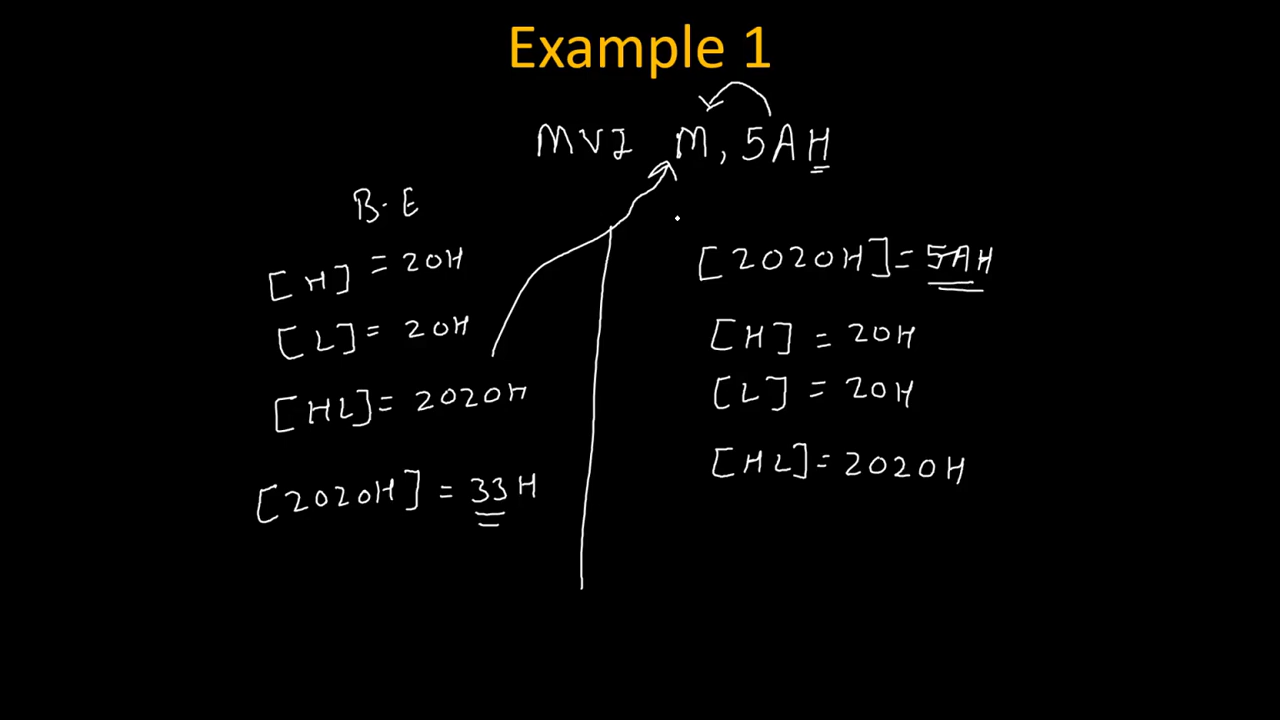 Example 1
MVI M, 5AH
B.E
[H] = 20H
[L] = 20H
[HL] = 2020H
[2020H] = 33H
[2020H] = 5AH
[H] = 20H
[L] = 20H
[HL] = 2020H